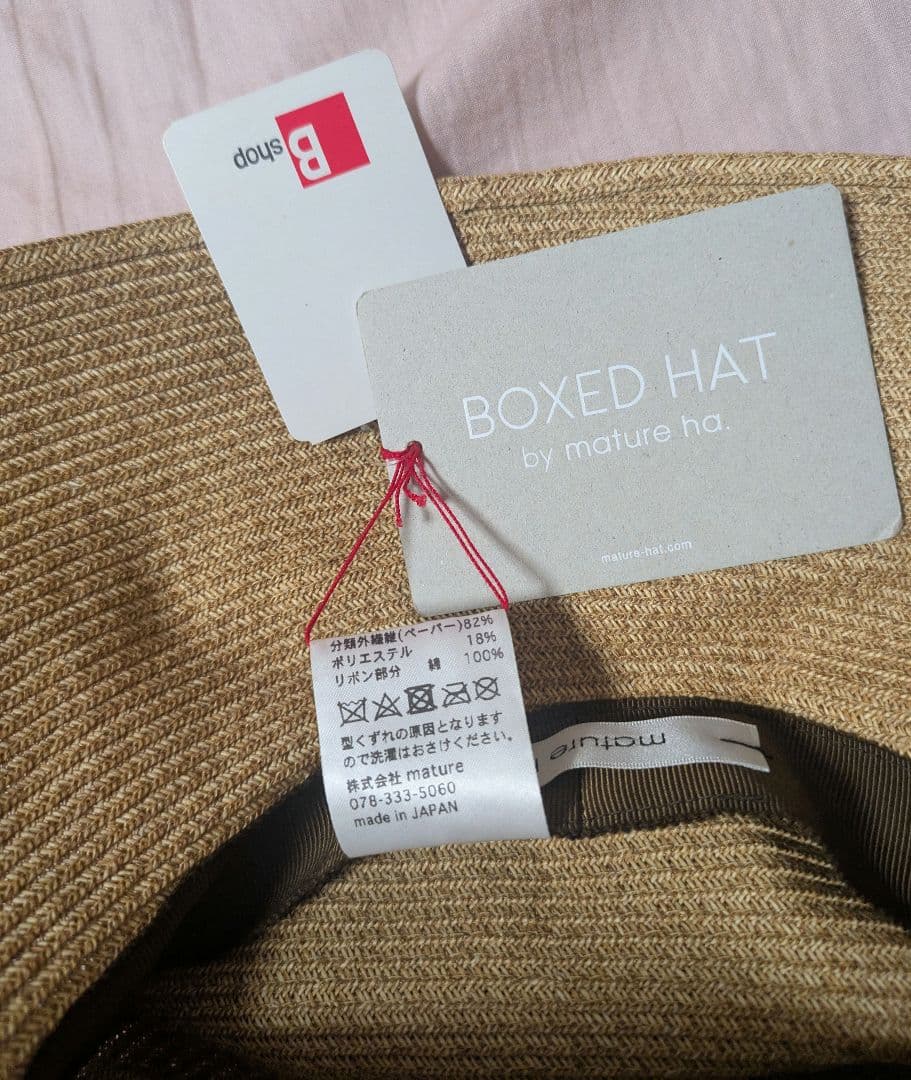 B
shop
BOXED HAT
by mature ha.
mature-hat.com
分類外繊維(ペーパー)82%
ポリエステル 18%
リボン部分 綿 100%
型くずれの原因となります
ので洗濯はおさけください。
株式会社 mature
078-333-5060
made in JAPAN
mature